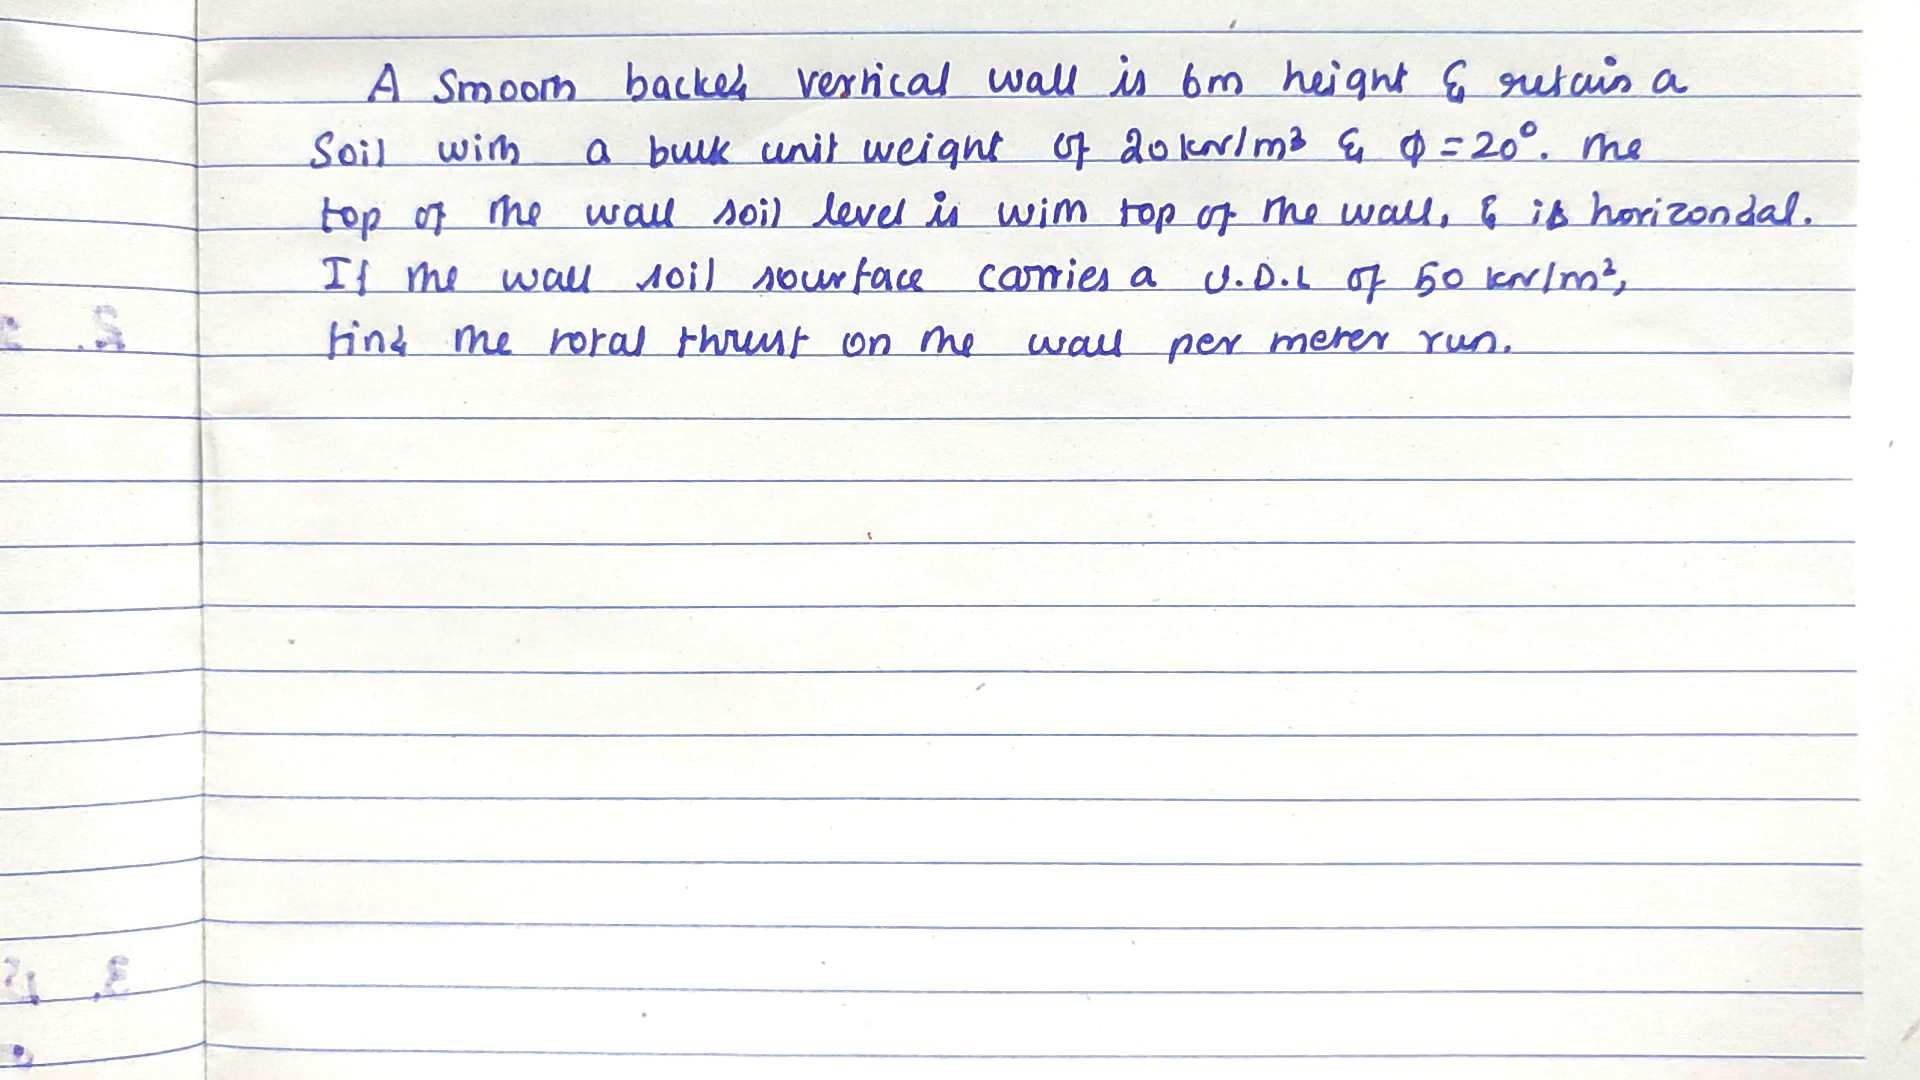 A Smooth backed vertical wall is 6m height & retain a
Soil with a bulk unit weight of 20 kN/m³ & ϕ = 20°. The
top of the wall soil level is with top of the wall, & is horizondal.
If the wall soil sourface carries a U.D.L of 50 kN/m²,
find the total thrust on the wall per meter run.